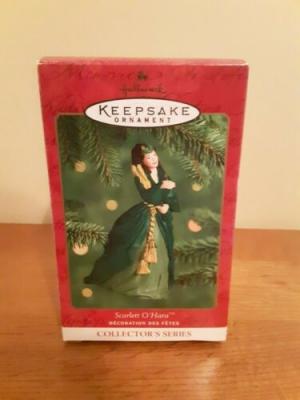 Hallmark
KEEPSAKE
ORNAMENT
Scarlett O'Hara™
DÉCORATION DES FÊTES
COLLECTOR'S SERIES